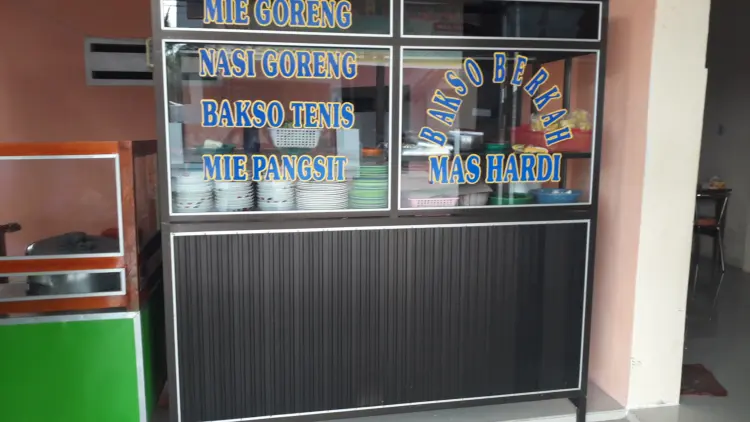 MIE GORENG
NASI GORENG
BAKSO TENIS
MIE PANGSIT
BAKSO BERKAH
MAS HARDI